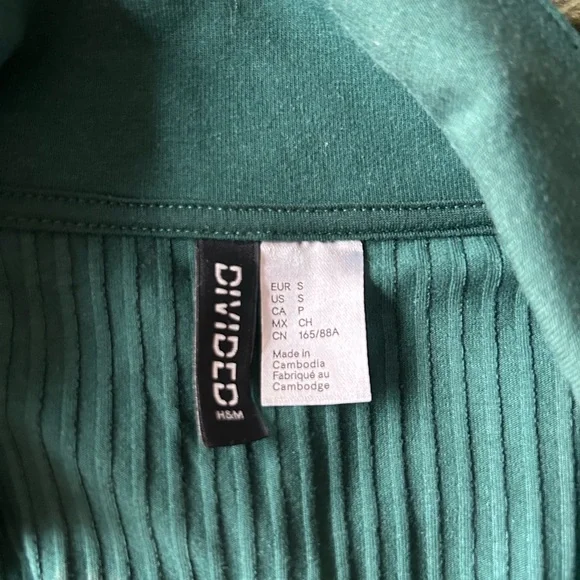 DIVIDED
H&M
EUR S
US S
CA P
MX CH
CN 165/88A
Made in
Cambodia
Fabriqué au
Cambodge